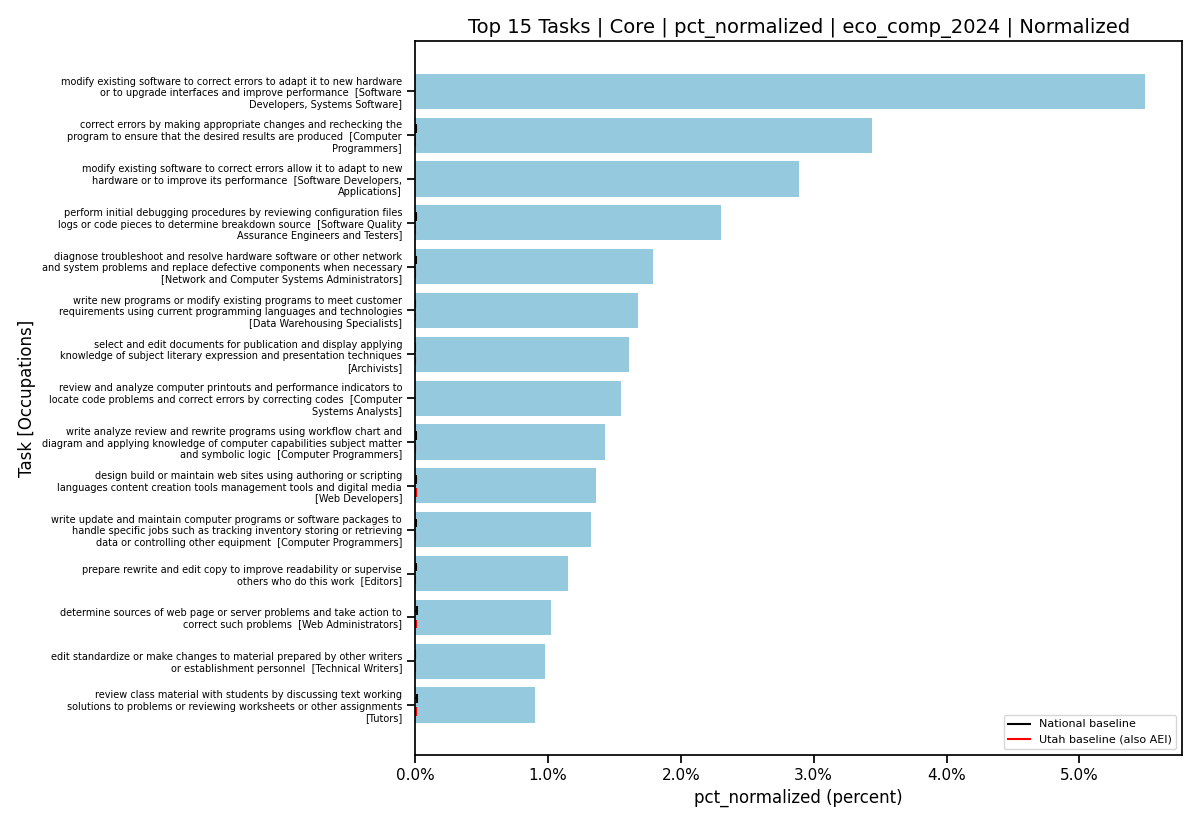 Top 15 Tasks | Core | pct_normalized | eco_comp_2024 | Normalized
modify existing software to correct errors to adapt it to new hardware
or to upgrade interfaces and improve performance  [Software
Developers, Systems Software]
correct errors by making appropriate changes and rechecking the
program to ensure that the desired results are produced  [Computer
Programmers]
modify existing software to correct errors allow it to adapt to new
hardware or to improve its performance  [Software Developers,
Applications]
perform initial debugging procedures by reviewing configuration files
logs or code pieces to determine breakdown source  [Software Quality
Assurance Engineers and Testers]
diagnose troubleshoot and resolve hardware software or other network
and system problems and replace defective components when necessary
[Network and Computer Systems Administrators]
write new programs or modify existing programs to meet customer
requirements using current programming languages and technologies
[Data Warehousing Specialists]
select and edit documents for publication and display applying
knowledge of subject literary expression and presentation techniques
[Archivists]
review and analyze computer printouts and performance indicators to
locate code problems and correct errors by correcting codes  [Computer
Systems Analysts]
write analyze review and rewrite programs using workflow chart and
diagram and applying knowledge of computer capabilities subject matter
and symbolic logic  [Computer Programmers]
design build or maintain web sites using authoring or scripting
languages content creation tools management tools and digital media
[Web Developers]
write update and maintain computer programs or software packages to
handle specific jobs such as tracking inventory storing or retrieving
data or controlling other equipment  [Computer Programmers]
prepare rewrite and edit copy to improve readability or supervise
others who do this work  [Editors]
determine sources of web page or server problems and take action to
correct such problems  [Web Administrators]
edit standardize or make changes to material prepared by other writers
or establishment personnel  [Technical Writers]
review class material with students by discussing text working
solutions to problems or reviewing worksheets or other assignments
[Tutors]
Task [Occupations]
National baseline
Utah baseline (also AEI)
0.0% 1.0% 2.0% 3.0% 4.0% 5.0%
pct_normalized (percent)